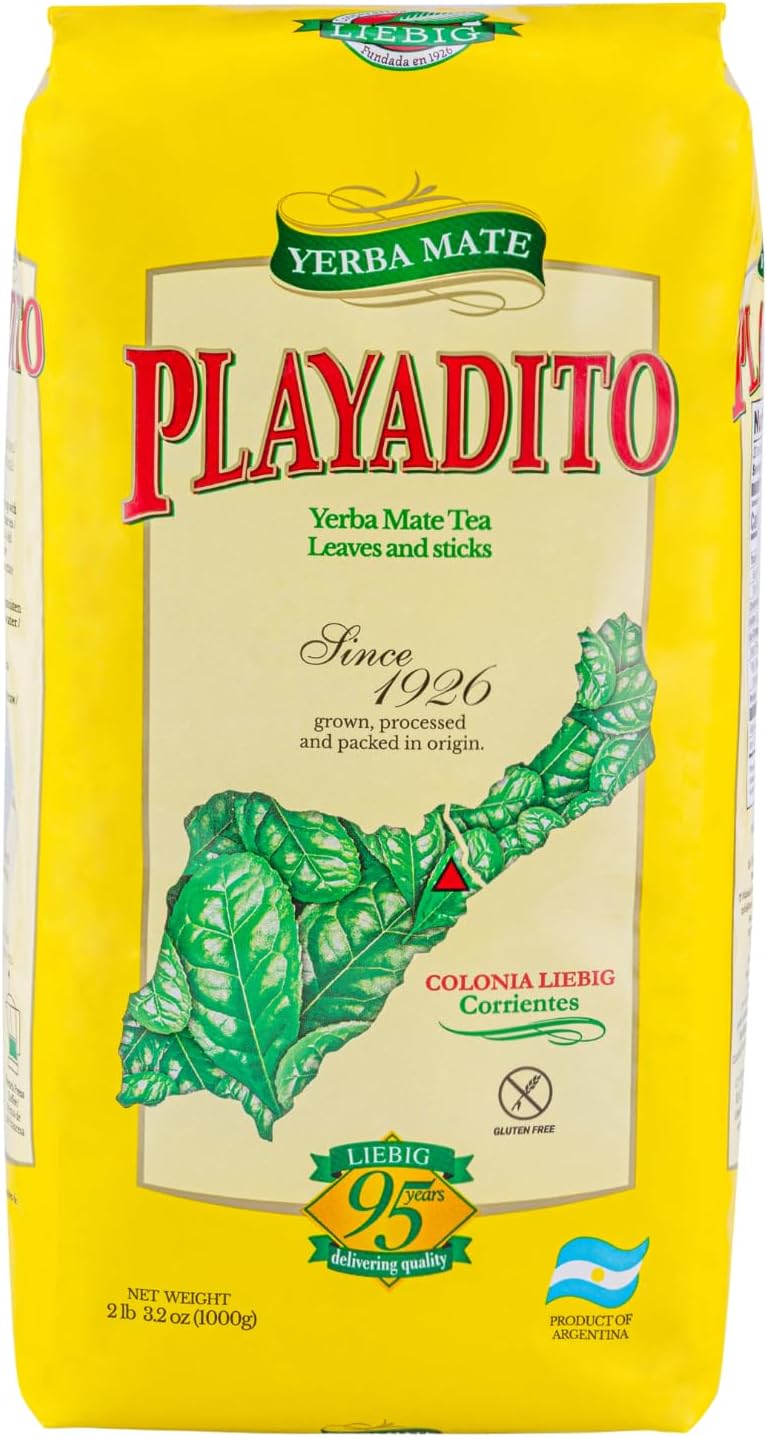 LIEBIG
Fundada en 1926
YERBA MATE
PLAYADITO
Yerba Mate Tea
Leaves and sticks
Since
1926
grown, processed
and packed in origin.
COLONIA LIEBIG
Corrientes
GLUTEN FREE
LIEBIG
95 years
delivering quality
NET WEIGHT
2 lb 3.2 oz (1000g)
PRODUCT OF
ARGENTINA